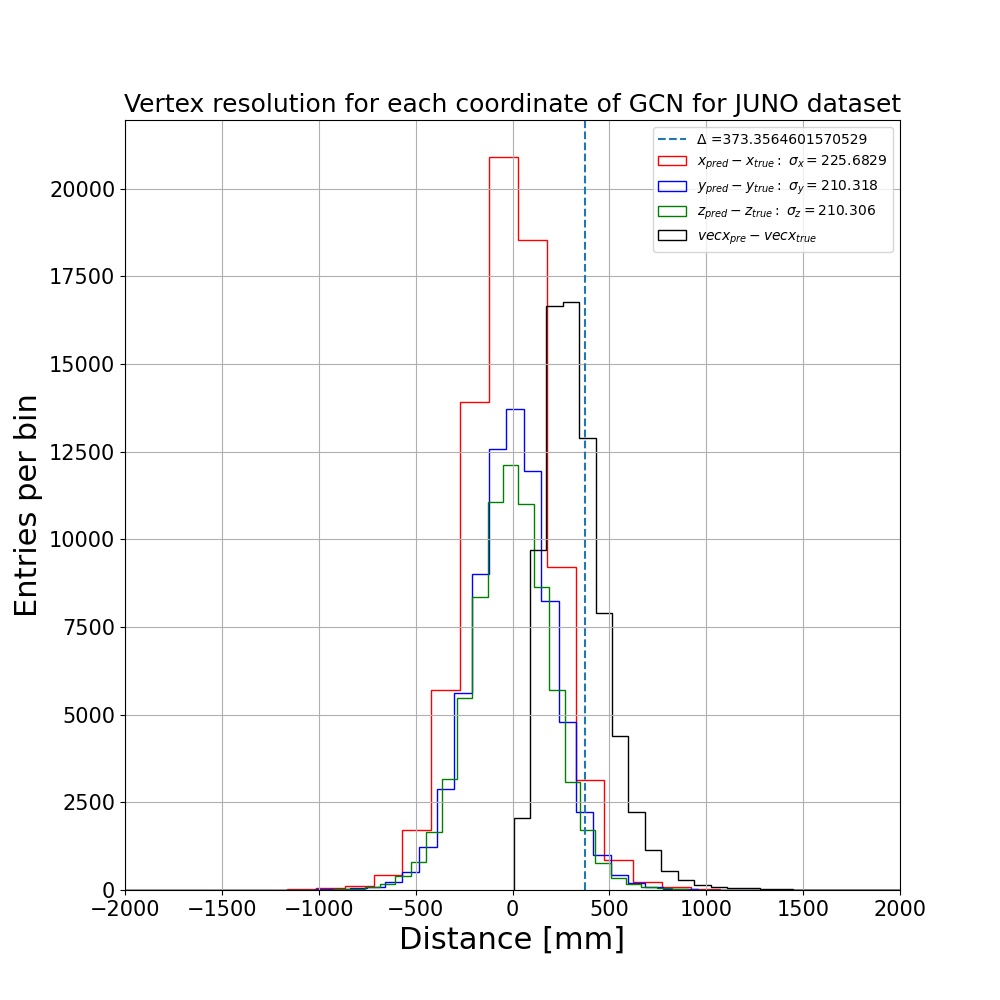 Vertex resolution for each coordinate of GCN for JUNO dataset
Δ =373.3564601570529
x_pred − x_true : σ_x = 225.6829
y_pred − y_true : σ_y = 210.318
z_pred − z_true : σ_z = 210.306
vecx_pre − vecx_true
Entries per bin
20000
17500
15000
12500
10000
7500
5000
2500
0
−2000 −1500 −1000 −500 0 500 1000 1500 2000
Distance [mm]